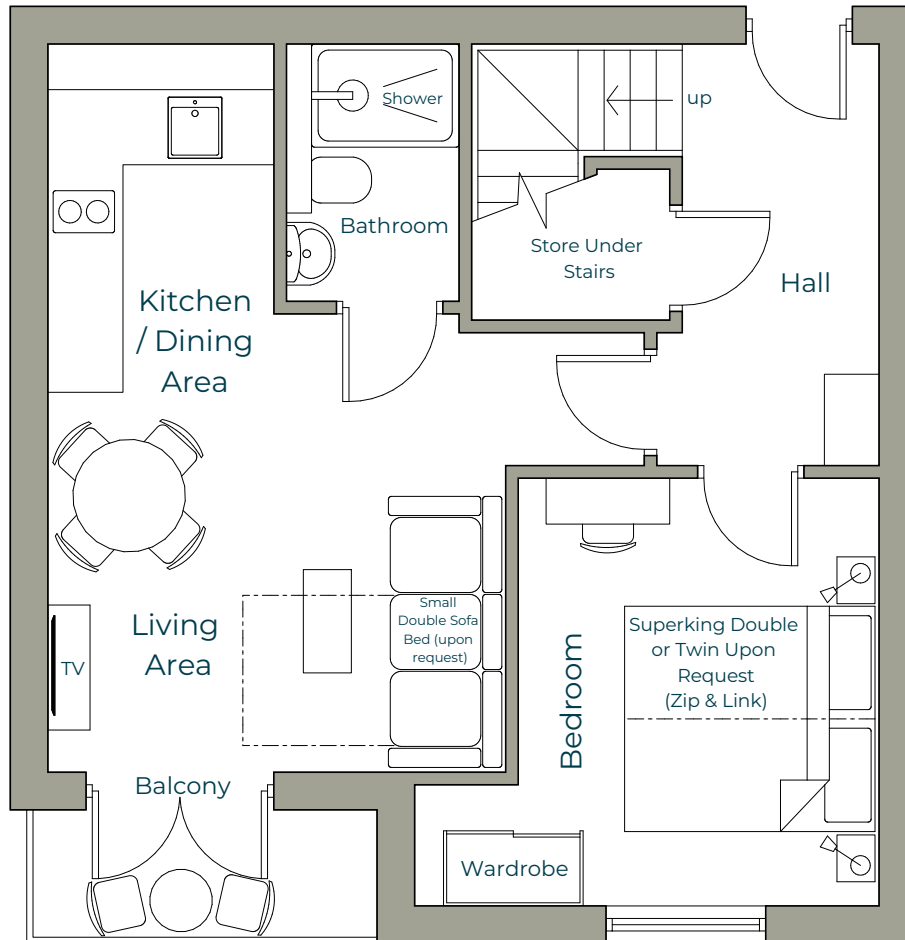 Shower
up
Bathroom
Store Under
Stairs
Hall
Kitchen
/ Dining
Area
Small
Double Sofa
Bed (upon
request)
Living
Area
TV
Superking Double
or Twin Upon
Request
(Zip & Link)
Bedroom
Balcony
Wardrobe